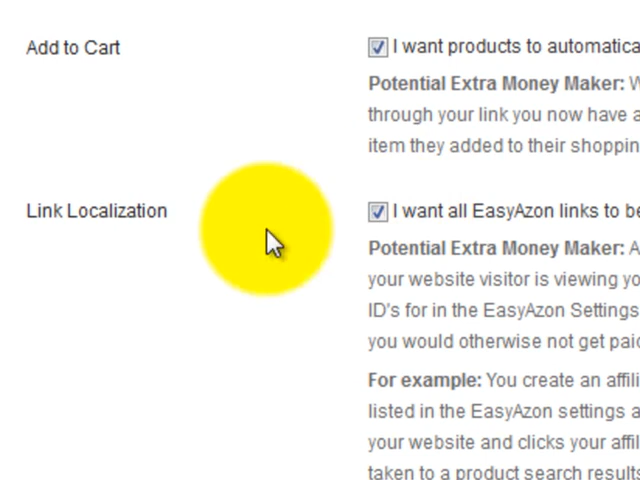 Add to Cart
I want products to automatica
Potential Extra Money Maker: W
through your link you now have a
item they added to their shoppin
Link Localization
I want all EasyAzon links to be
Potential Extra Money Maker: A
your website visitor is viewing yo
ID's for in the EasyAzon Settings
you would otherwise not get paid
For example: You create an affili
listed in the EasyAzon settings a
your website and clicks your affil
taken to a product search results